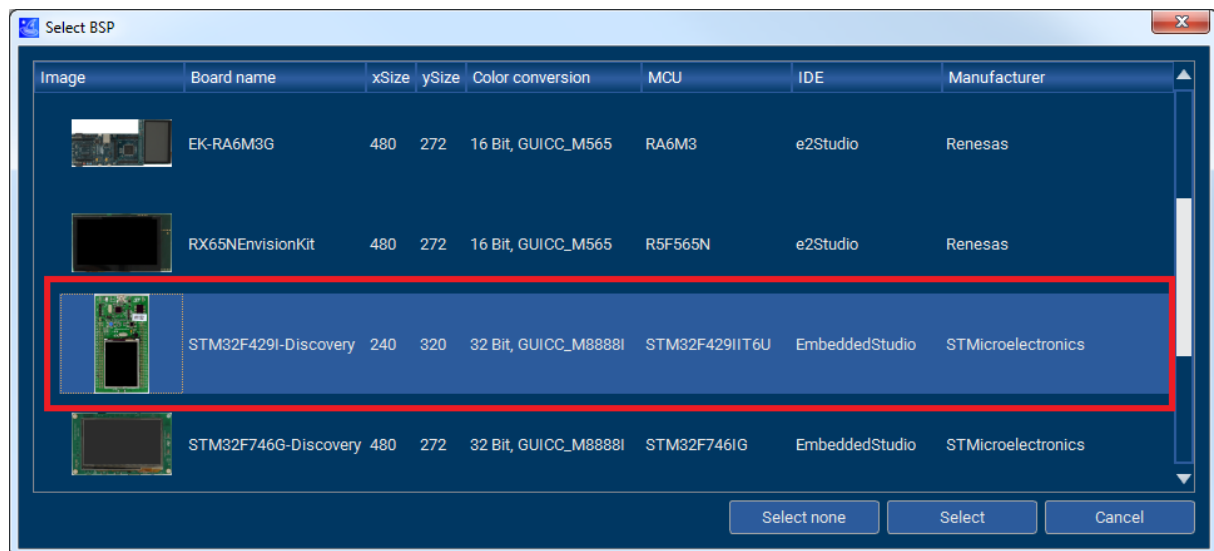 Select BSP
Image Board name xSize ySize Color conversion MCU IDE Manufacturer
EK-RA6M3G 480 272 16 Bit, GUICC_M565 RA6M3 e2Studio Renesas
RX65NEnvisionKit 480 272 16 Bit, GUICC_M565 R5F565N e2Studio Renesas
STM32F429I-Discovery 240 320 32 Bit, GUICC_M8888I STM32F429IIT6U EmbeddedStudio STMicroelectronics
STM32F746G-Discovery 480 272 32 Bit, GUICC_M8888I STM32F746IG EmbeddedStudio STMicroelectronics
Select none Select Cancel